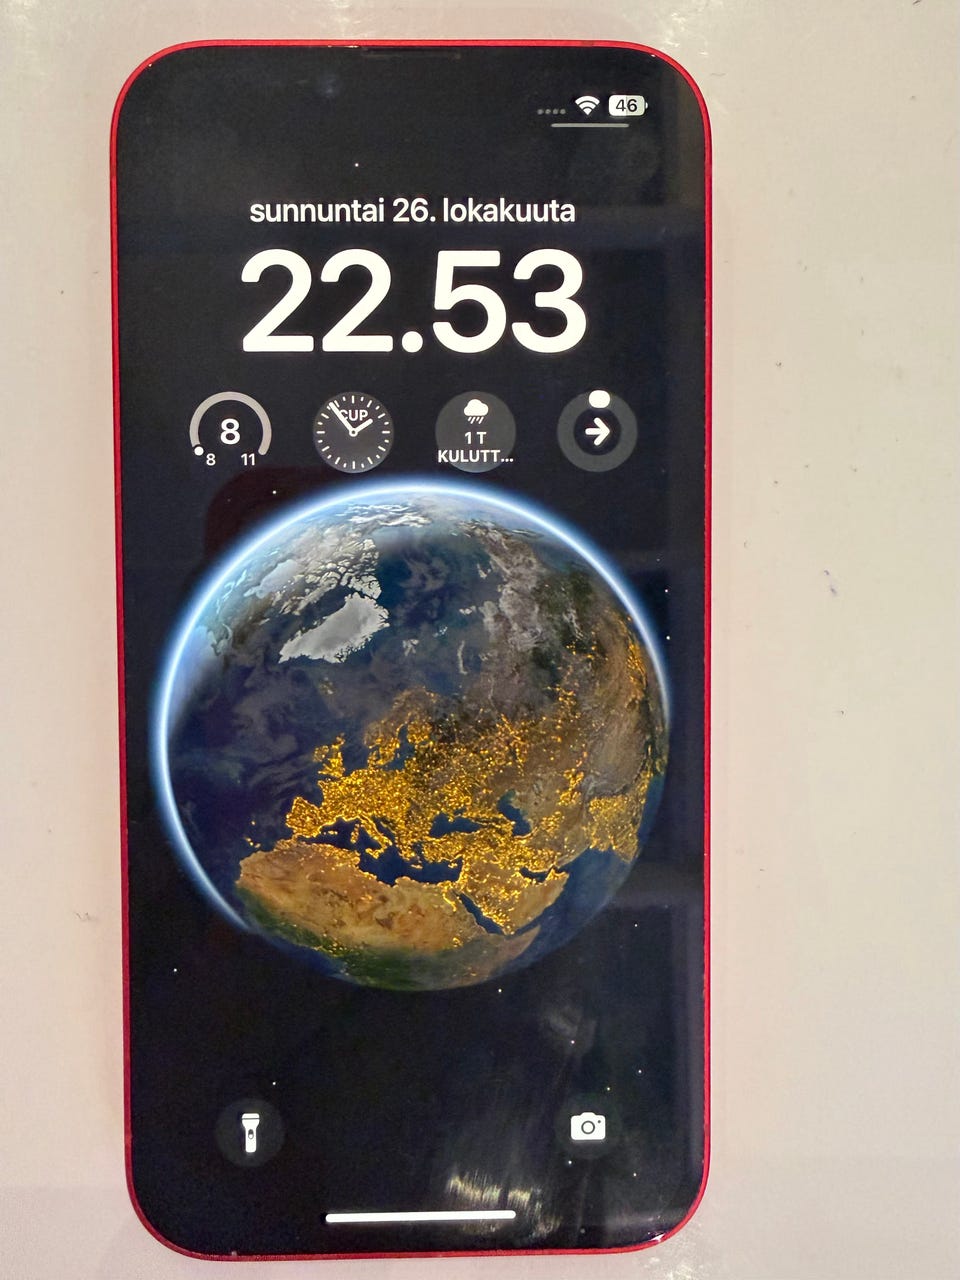 46
sunnuntai 26. lokakuuta
22.53
8
8 11
CUP
1 T
KULUTT...